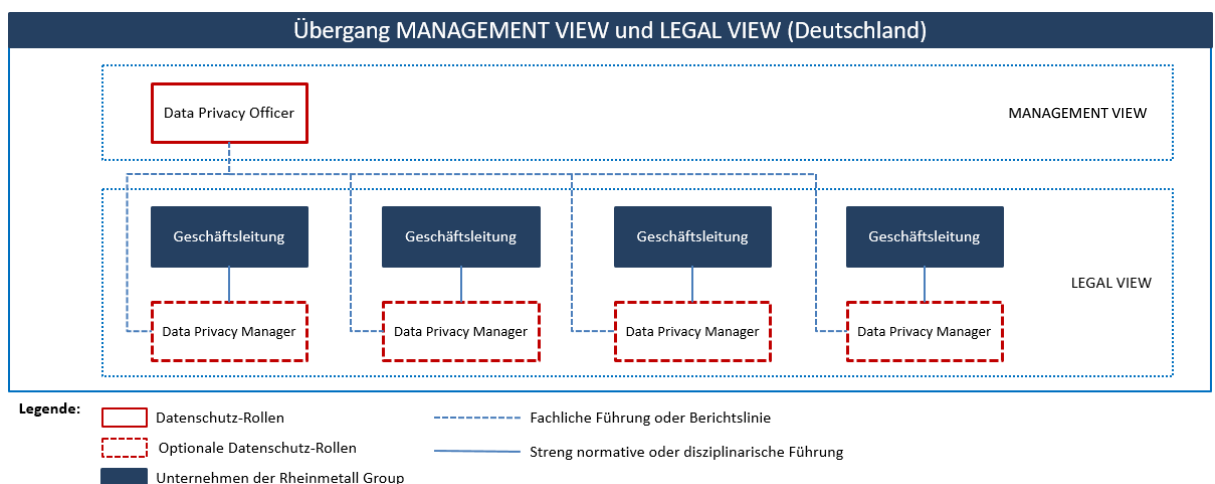 Übergang MANAGEMENT VIEW und LEGAL VIEW (Deutschland)
Data Privacy Officer
MANAGEMENT VIEW
Geschäftsleitung
Geschäftsleitung
Geschäftsleitung
Geschäftsleitung
LEGAL VIEW
Data Privacy Manager
Data Privacy Manager
Data Privacy Manager
Data Privacy Manager
Legende:
Datenschutz-Rollen
Fachliche Führung oder Berichtslinie
Optionale Datenschutz-Rollen
Streng normative oder disziplinarische Führung
Unternehmen der Rheinmetall Group